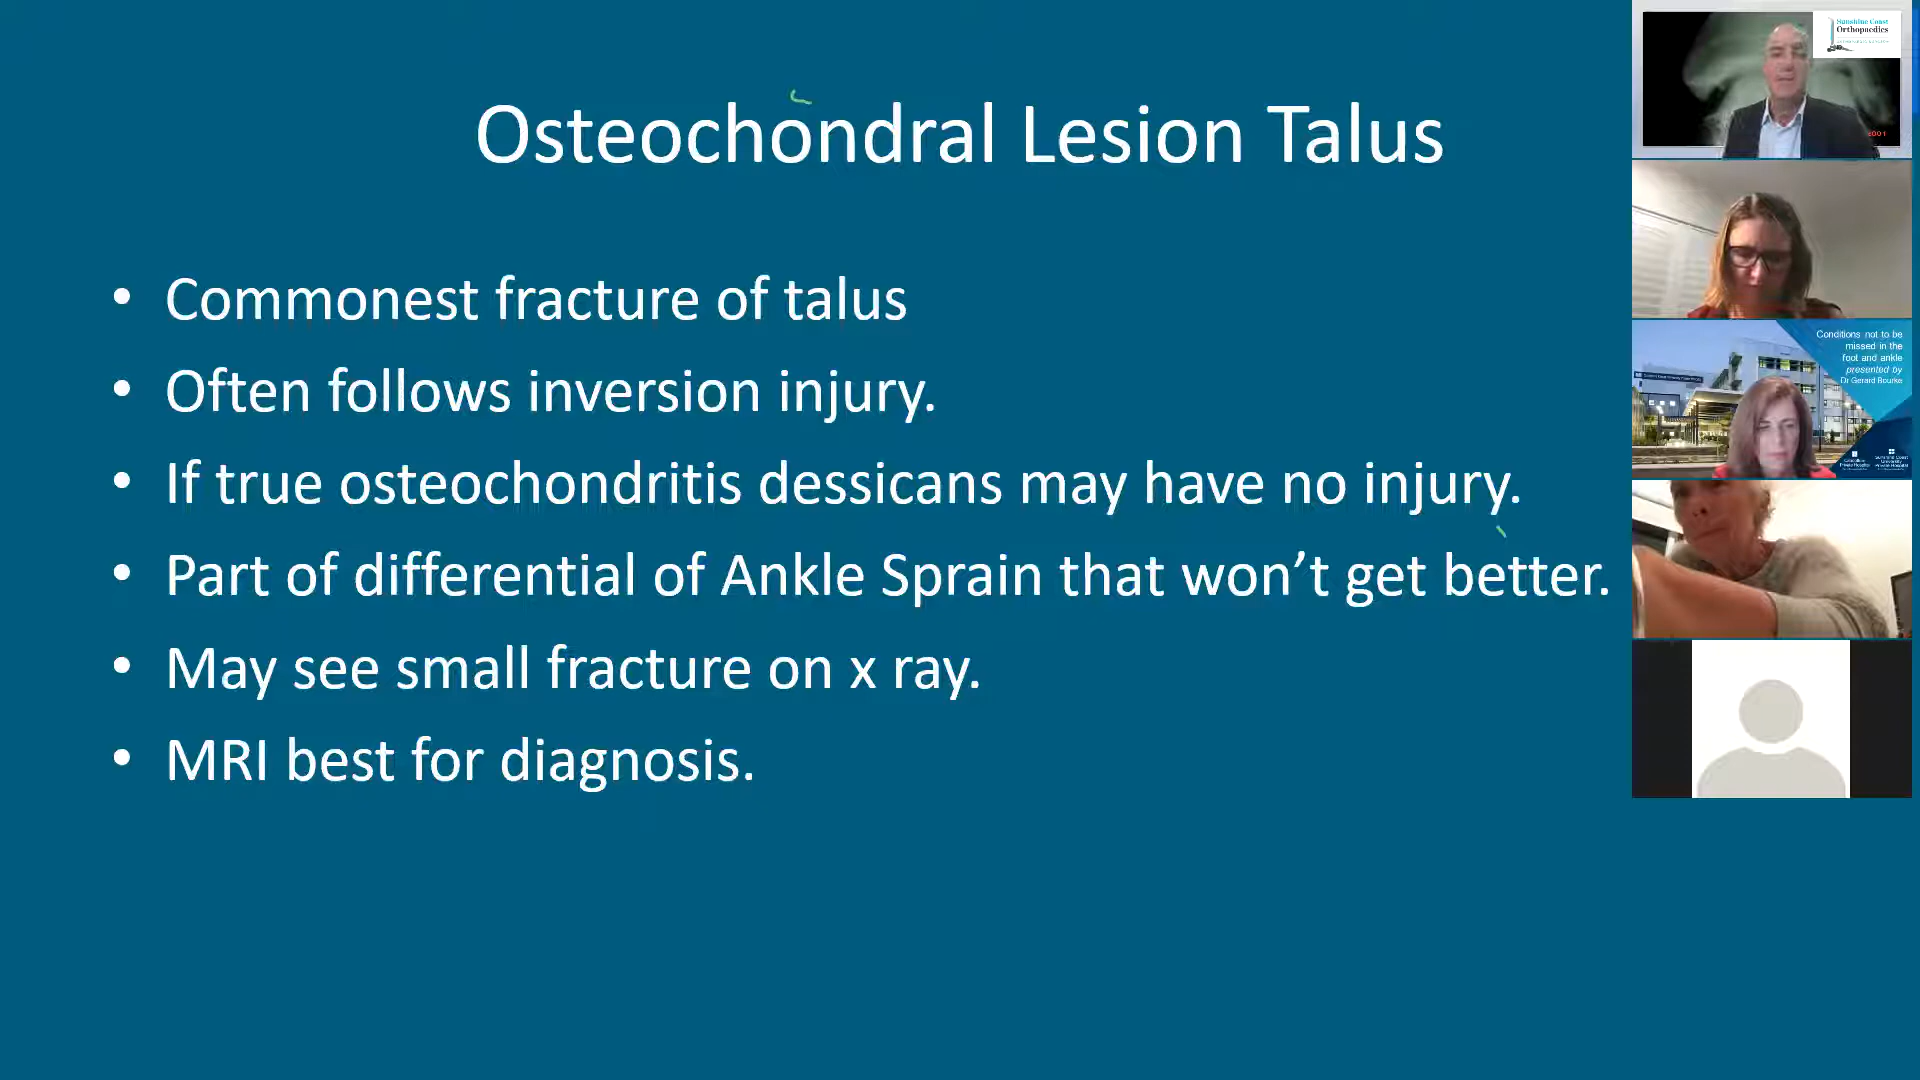 Osteochondral Lesion Talus
• Commonest fracture of talus
• Often follows inversion injury.
• If true osteochondritis dessicans may have no injury.
• Part of differential of Ankle Sprain that won’t get better.
• May see small fracture on x ray.
• MRI best for diagnosis.
Sunshine Coast
Orthopaedics
Conditions not to be
missed in the
foot and ankle
presented by
Dr Gerard Bourke